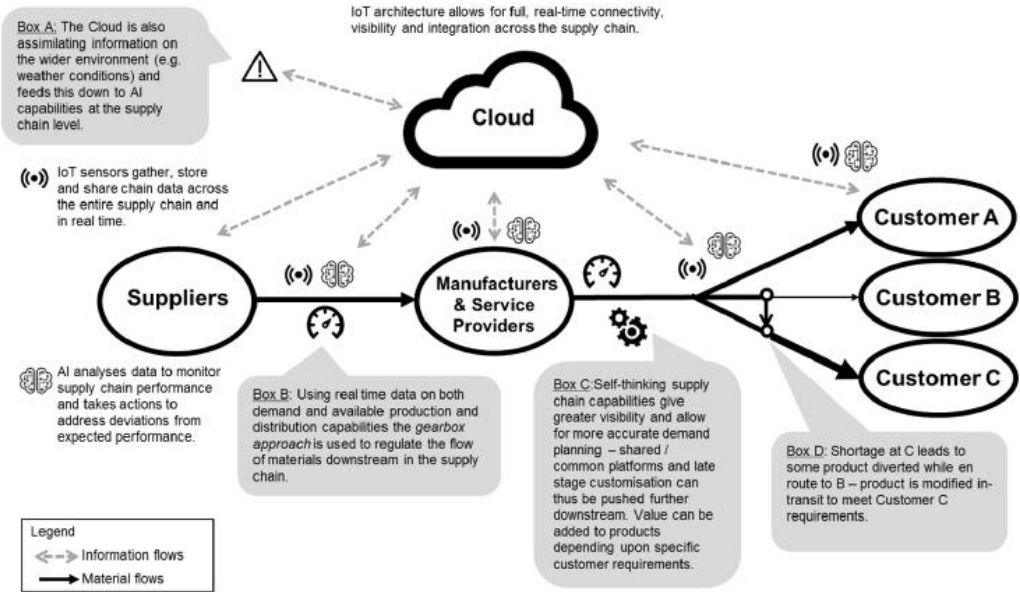 IoT architecture allows for full, real-time connectivity,
visibility and integration across the supply chain.
Box A: The Cloud is also
assimilating information on
the wider environment (e.g.
weather conditions) and
feeds this down to AI
capabilities at the supply
chain level.
Cloud
IoT sensors gather, store
and share chain data across
the entire supply chain and
in real time.
Suppliers
Manufacturers
& Service
Providers
Customer A
Customer B
Customer C
AI analyses data to monitor
supply chain performance
and takes actions to
address deviations from
expected performance.
Box B: Using real time data on both
demand and available production and
distribution capabilities the gearbox
approach is used to regulate the flow
of materials downstream in the supply
chain.
Box C:Self-thinking supply
chain capabilities give
greater visibility and allow
for more accurate demand
planning – shared /
common platforms and late
stage customisation can
thus be pushed further
downstream. Value can be
added to products
depending upon specific
customer requirements.
Box D: Shortage at C leads to
some product diverted while en
route to B – product is modified in-
transit to meet Customer C
requirements.
Legend
Information flows
Material flows